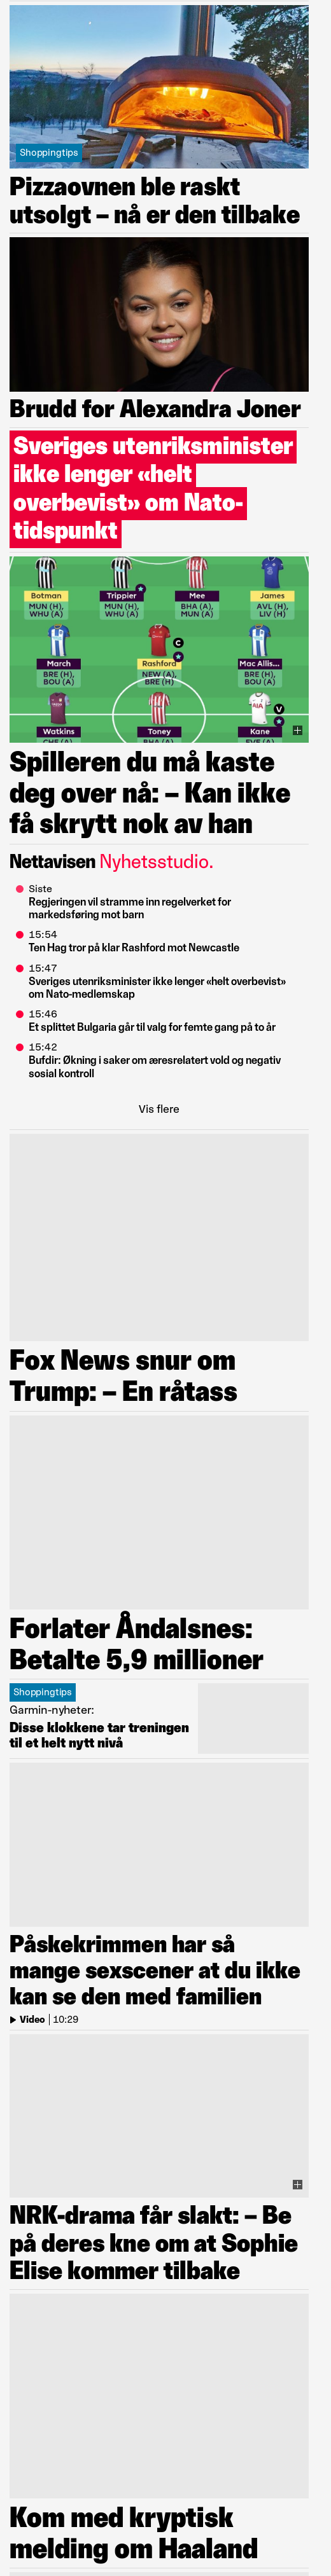 Shoppingtips
Pizzaovnen ble raskt
utsolgt – nå er den tilbake
Brudd for Alexandra Joner
Sveriges utenriksminister
ikke lenger «helt
overbevist» om Nato-
tidspunkt
Botman Trippier Mee James
MUN (H), MUN (H), BHA (A), AVL (H),
WHU (A) WHU (A) MUN (A) LIV (H)
C
March Rashford Mac Allis...
BRE (H), NEW (A), BRE (H),
BOU (A) BRE (H) BOU (A)
AIA V
Watkins Toney Kane
Spilleren du må kaste
deg over nå: – Kan ikke
få skrytt nok av han
Nettavisen Nyhetsstudio.
Siste
Regjeringen vil stramme inn regelverket for
markedsføring mot barn
15:54
Ten Hag tror på klar Rashford mot Newcastle
15:47
Sveriges utenriksminister ikke lenger «helt overbevist»
om Nato-medlemskap
15:46
Et splittet Bulgaria går til valg for femte gang på to år
15:42
Bufdir: Økning i saker om æresrelatert vold og negativ
sosial kontroll
Vis flere
Fox News snur om
Trump: – En råtass
Forlater Åndalsnes:
Betalte 5,9 millioner
Shoppingtips
Garmin-nyheter:
Disse klokkene tar treningen
til et helt nytt nivå
Påskekrimmen har så
mange sexscener at du ikke
kan se den med familien
Video | 10:29
NRK-drama får slakt: – Be
på deres kne om at Sophie
Elise kommer tilbake
Kom med kryptisk
melding om Haaland